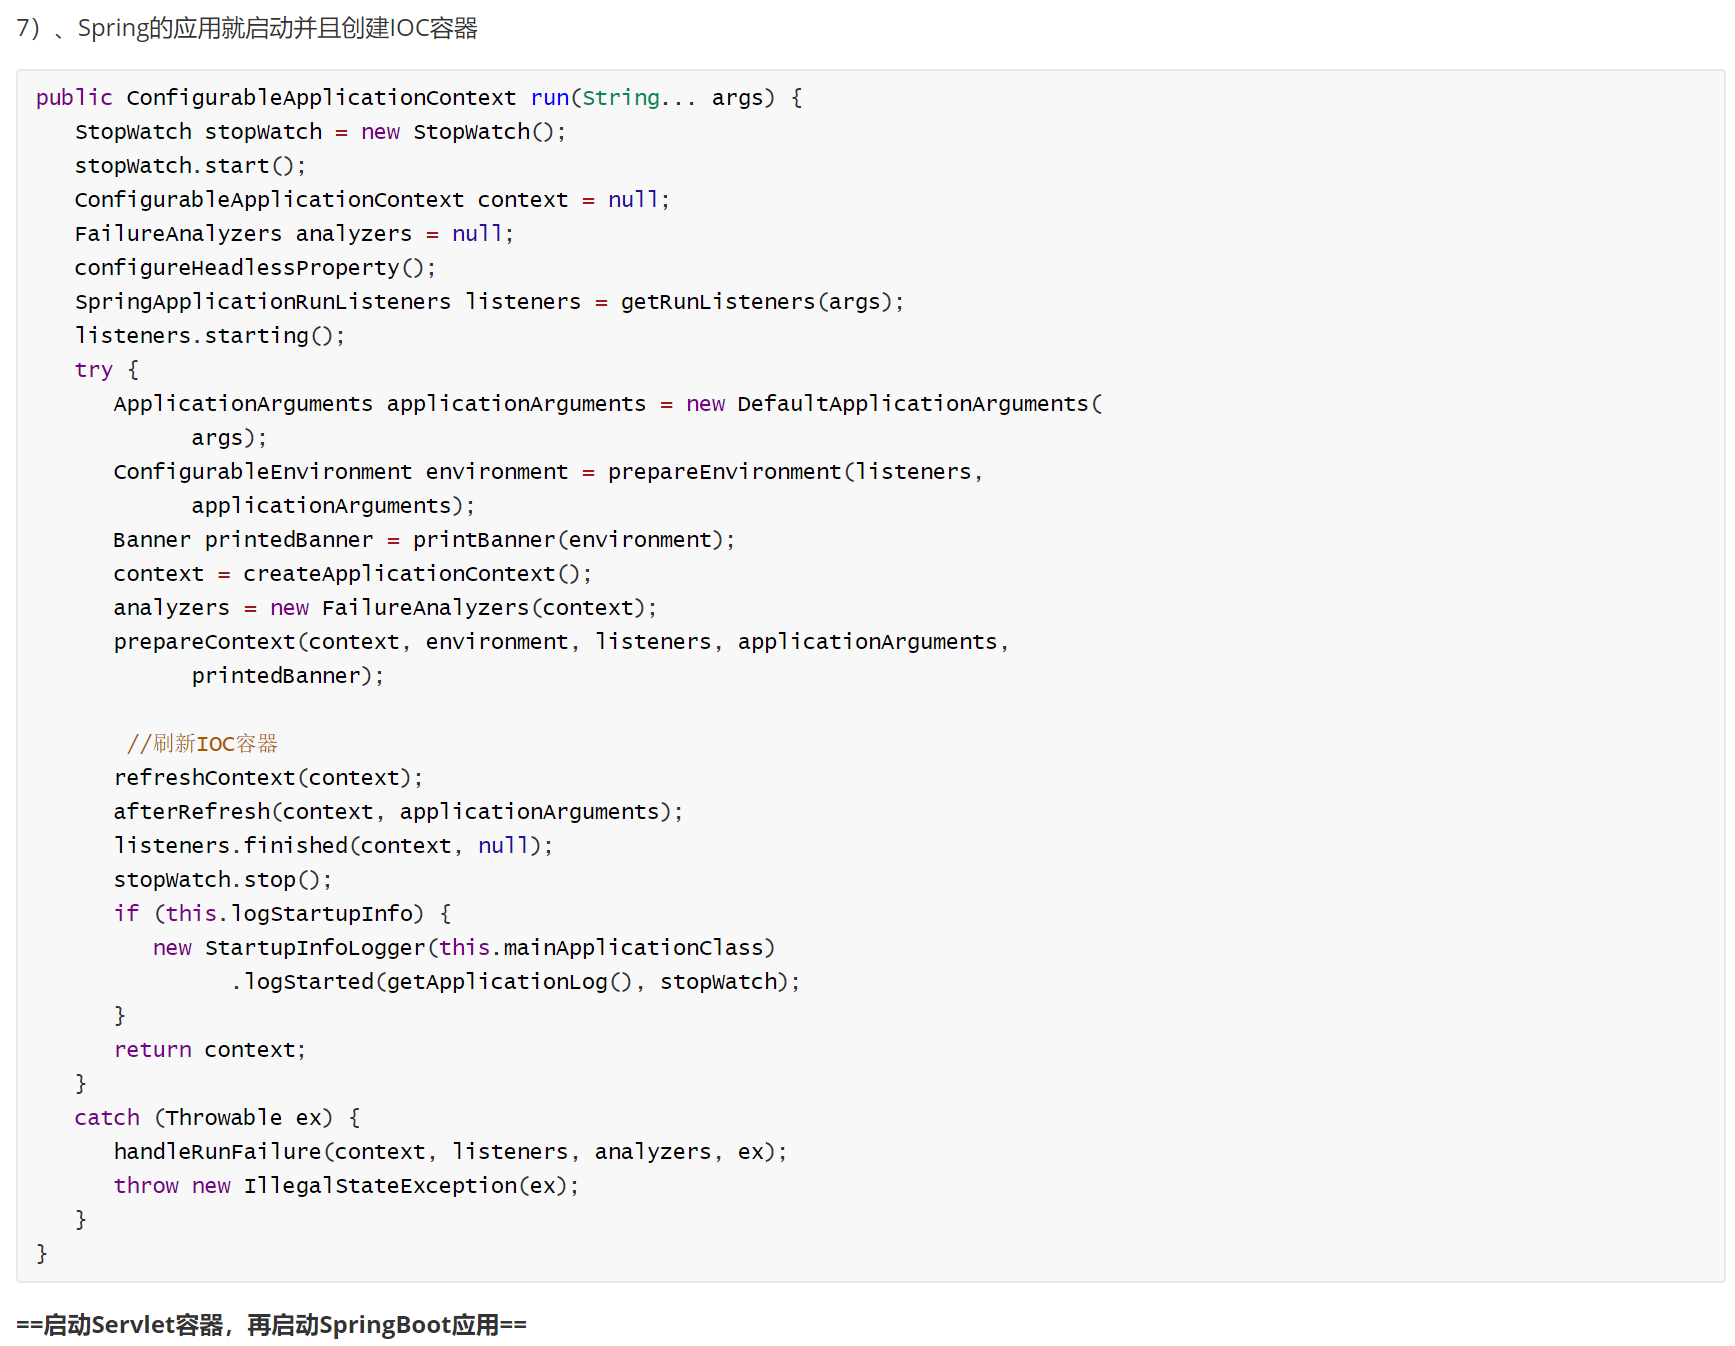 7）、Spring的应用就启动并且创建IOC容器
public ConfigurableApplicationContext run(String... args) {
   StopWatch stopWatch = new StopWatch();
   stopWatch.start();
   ConfigurableApplicationContext context = null;
   FailureAnalyzers analyzers = null;
   configureHeadlessProperty();
   SpringApplicationRunListeners listeners = getRunListeners(args);
   listeners.starting();
   try {
      ApplicationArguments applicationArguments = new DefaultApplicationArguments(
            args);
      ConfigurableEnvironment environment = prepareEnvironment(listeners,
            applicationArguments);
      Banner printedBanner = printBanner(environment);
      context = createApplicationContext();
      analyzers = new FailureAnalyzers(context);
      prepareContext(context, environment, listeners, applicationArguments,
            printedBanner);
       //刷新IOC容器
      refreshContext(context);
      afterRefresh(context, applicationArguments);
      listeners.finished(context, null);
      stopWatch.stop();
      if (this.logStartupInfo) {
         new StartupInfoLogger(this.mainApplicationClass)
               .logStarted(getApplicationLog(), stopWatch);
      }
      return context;
   }
   catch (Throwable ex) {
      handleRunFailure(context, listeners, analyzers, ex);
      throw new IllegalStateException(ex);
   }
}
==启动Servlet容器，再启动SpringBoot应用==